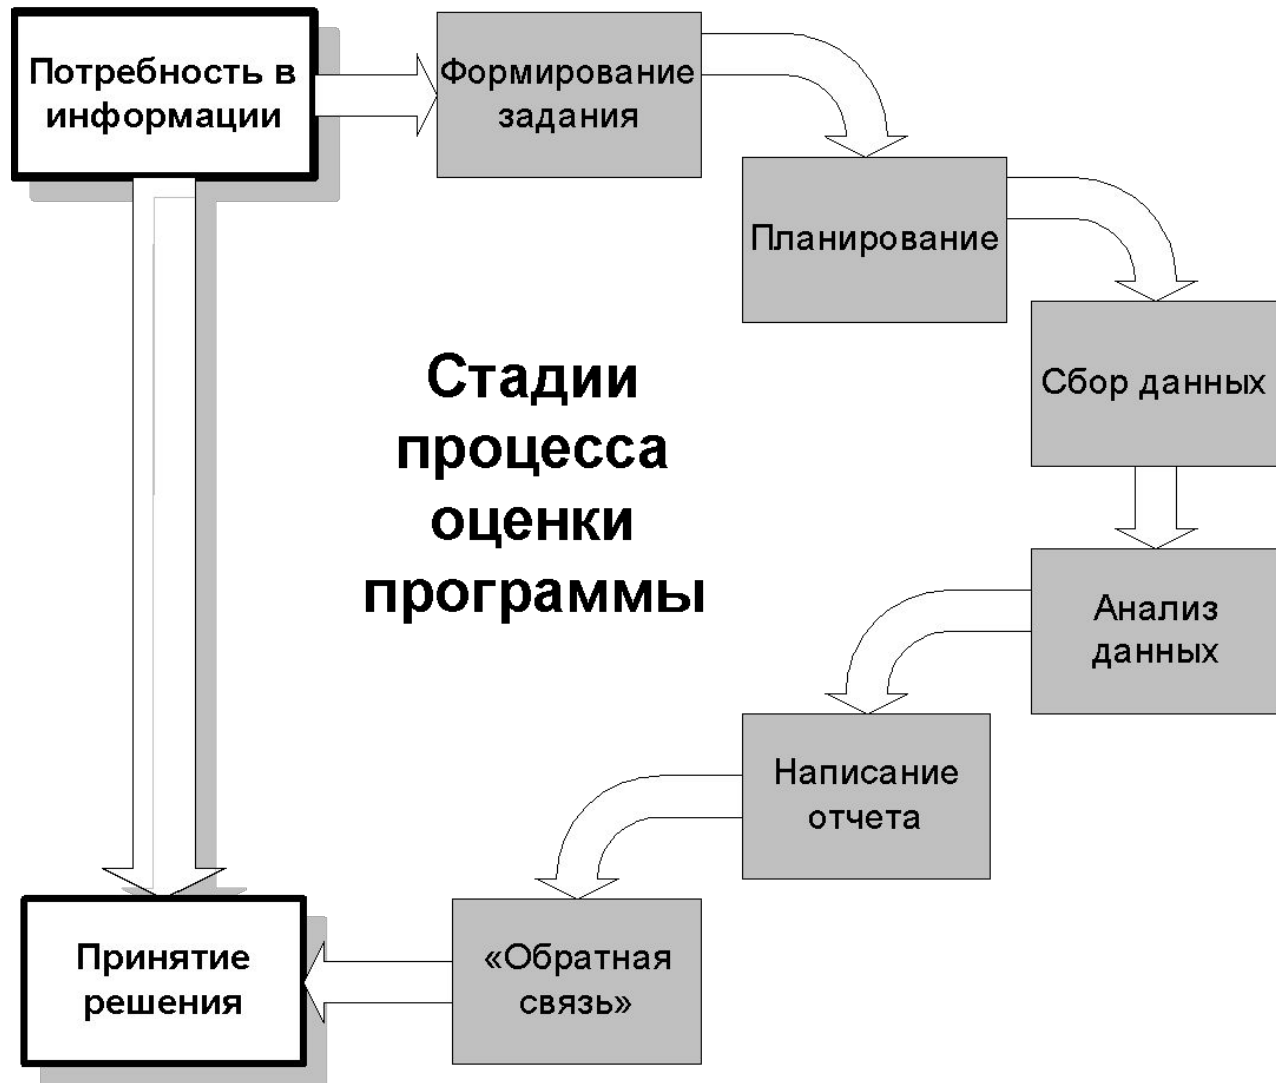 Потребность в
информации
Формирование
задания
Планирование
Сбор данных
Стадии
процесса
оценки
программы
Анализ
данных
Написание
отчета
Принятие
решения
«Обратная
связь»